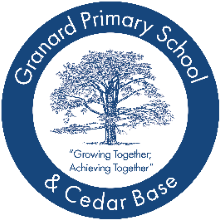 Granard Primary School
"Growing Together,
Achieving Together"
& Cedar Base